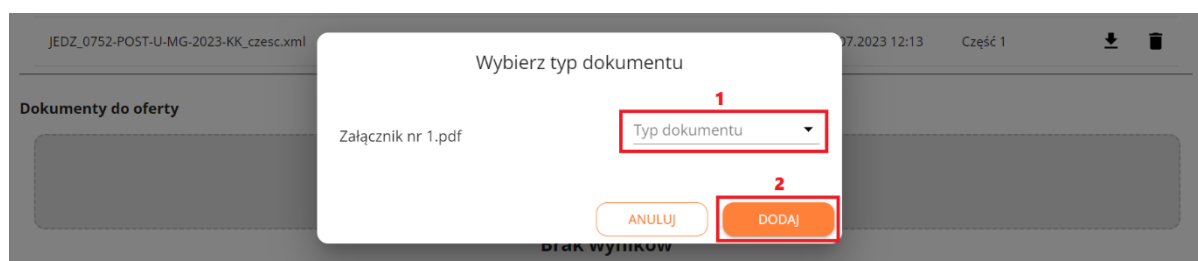 JEDZ_0752-POST-U-MG-2023-KK_czesc.xml
07.2023 12:13
Część 1
Wybierz typ dokumentu
Dokumenty do oferty
1
Załącznik nr 1.pdf
Typ dokumentu
2
ANULUJ
DODAJ
Brak wyników